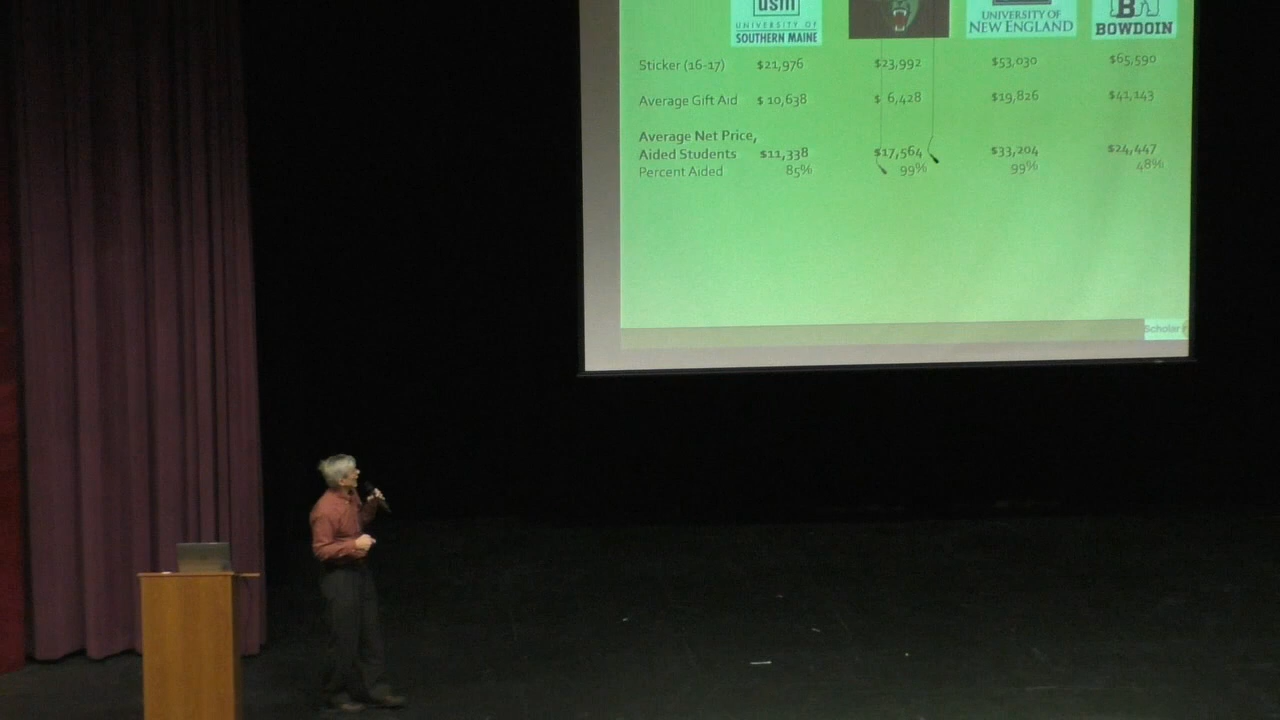 usm
UNIVERSITY OF
SOUTHERN MAINE
UNIVERSITY OF
NEW ENGLAND
B
BOWDOIN
Sticker (16-17) $21,976 $23,992 $53,030 $65,590
Average Gift Aid $ 10,638 $ 6,428 $19,826 $41,143
Average Net Price,
Aided Students $11,338 $17,564 $33,204 $24,447
Percent Aided 85% 99% 99% 48%
Scholar